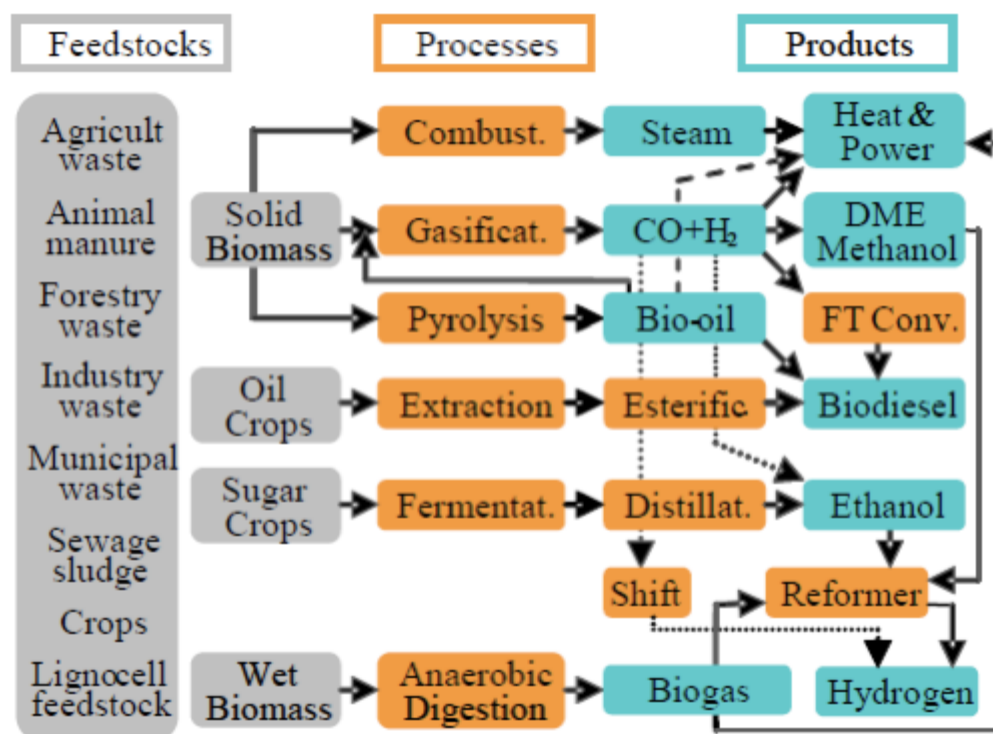 Feedstocks
Processes
Products
Agricult
waste
Animal
manure
Forestry
waste
Industry
waste
Municipal
waste
Sewage
sludge
Crops
Lignocell
feedstock
Solid
Biomass
Oil
Crops
Sugar
Crops
Wet
Biomass
Combust.
Gasificat.
Pyrolysis
Extraction
Fermentat.
Anaerobic
Digestion
Steam
CO+H₂
Bio-oil
Esterific
Distillat.
Shift
Biogas
Heat &
Power
DME
Methanol
FT Conv.
Biodiesel
Ethanol
Reformer
Hydrogen